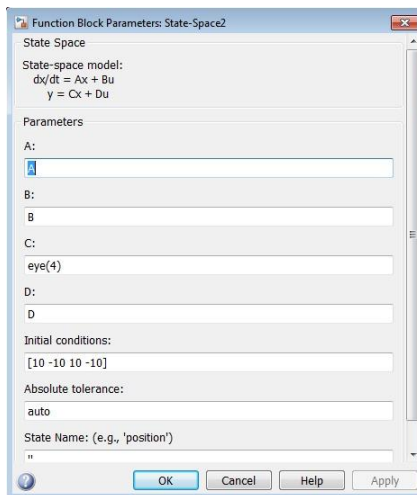 Function Block Parameters: State-Space2
State Space
State-space model:
dx/dt = Ax + Bu
y = Cx + Du
Parameters
A:
A
B:
B
C:
eye(4)
D:
D
Initial conditions:
[10 -10 10 -10]
Absolute tolerance:
auto
State Name: (e.g., 'position')
''
OK Cancel Help Apply